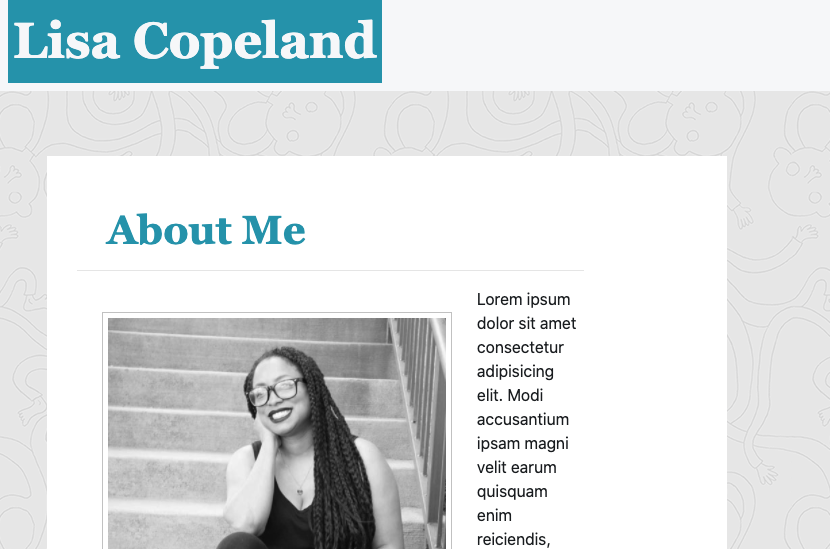 Lisa Copeland
About Me
Lorem ipsum
dolor sit amet
consectetur
adipisicing
elit. Modi
accusantium
ipsam magni
velit earum
quisquam
enim
reiciendis,